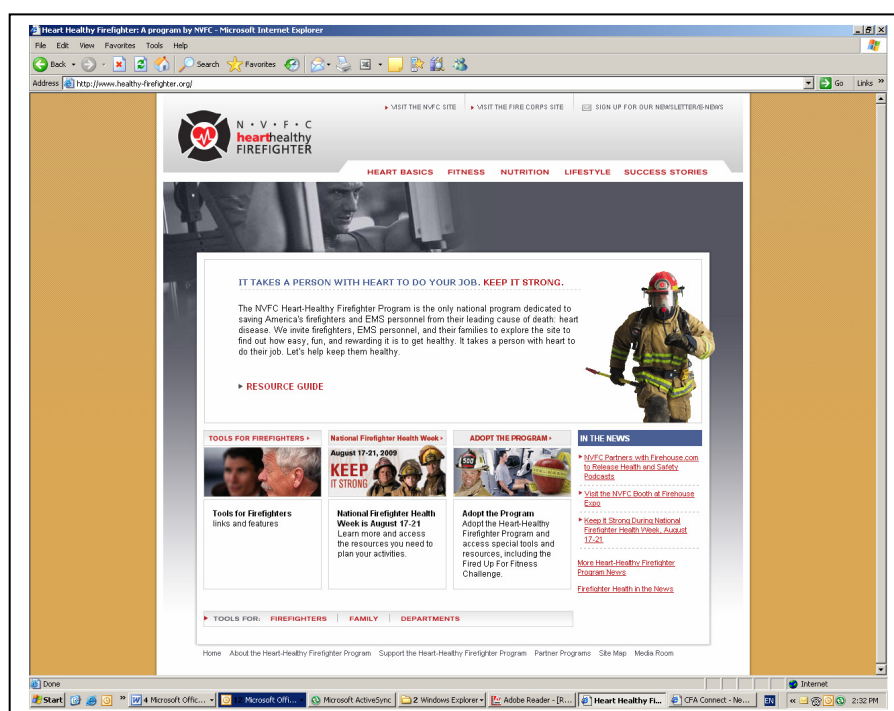 Heart Healthy Firefighter: A program by NVFC - Microsoft Internet Explorer
File Edit View Favorites Tools Help
Back Search Favorites
Address http://www.healthy-firefighter.org/ Go Links »
VISIT THE NVFC SITE VISIT THE FIRE CORPS SITE SIGN UP FOR OUR NEWSLETTER/E-NEWS
N • V • F • C
hearthealthy
FIREFIGHTER
HEART BASICS FITNESS NUTRITION LIFESTYLE SUCCESS STORIES
IT TAKES A PERSON WITH HEART TO DO YOUR JOB. KEEP IT STRONG.
The NVFC Heart-Healthy Firefighter Program is the only national program dedicated to
saving America's firefighters and EMS personnel from their leading cause of death: heart
disease. We invite firefighters, EMS personnel, and their families to explore the site to
find out how easy, fun, and rewarding it is to get healthy. It takes a person with heart to
do their job. Let's help keep them healthy.
RESOURCE GUIDE
TOOLS FOR FIREFIGHTERS
Tools for Firefighters
links and features
National Firefighter Health Week
August 17-21, 2009
KEEP
IT STRONG
National Firefighter Health
Week is August 17-21
Learn more and access
the resources you need to
plan your activities.
ADOPT THE PROGRAM
500
Adopt the Program
Adopt the Heart-Healthy
Firefighter Program and
access special tools and
resources, including the
Fired Up For Fitness
Challenge.
IN THE NEWS
NVFC Partners with Firehouse.com
to Release Health and Safety
Podcasts
Visit the NVFC Booth at Firehouse
Expo
Keep It Strong During National
Firefighter Health Week, August
17-21
More Heart-Healthy Firefighter
Program News
Firefighter Health in the News
TOOLS FOR: FIREFIGHTERS FAMILY DEPARTMENTS
Home About the Heart-Healthy Firefighter Program Support the Heart-Healthy Firefighter Program Partner Programs Site Map Media Room
Done Internet
Start » 4 Microsoft Offic... Microsoft Offi... Microsoft ActiveSync 2 Windows Explorer Adobe Reader - [R... Heart Healthy Fi... CFA Connect - Ne... EN « 2:32 PM